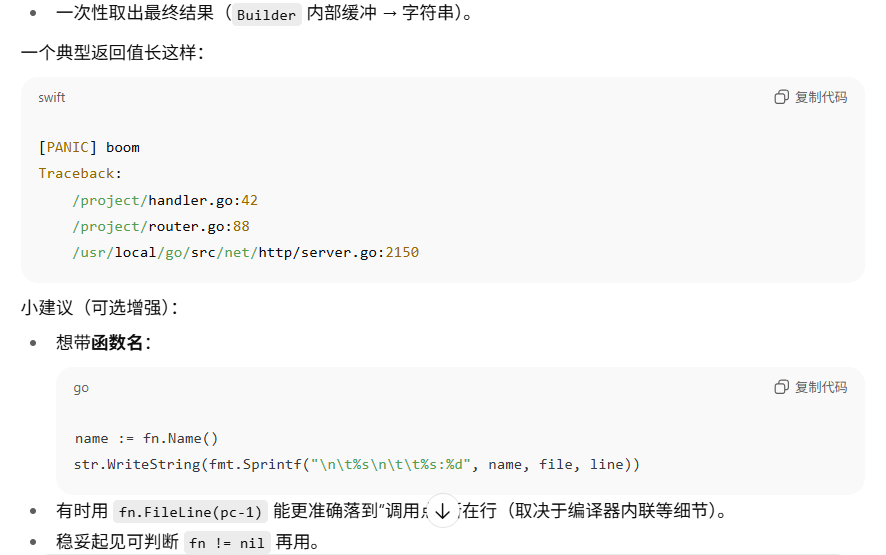 一次性取出最终结果（Builder 内部缓冲 → 字符串）。
一个典型返回值长这样：
swift
复制代码
[PANIC] boom
Traceback:
/project/handler.go:42
/project/router.go:88
/usr/local/go/src/net/http/server.go:2150
小建议（可选增强）：
想带函数名：
go
复制代码
name := fn.Name()
str.WriteString(fmt.Sprintf("\n\t%s\n\t\t%s:%d", name, file, line))
有时用 fn.FileLine(pc-1) 能更准确落到“调用 在行（取决于编译器内联等细节）。
稳妥起见可判断 fn != nil 再用。